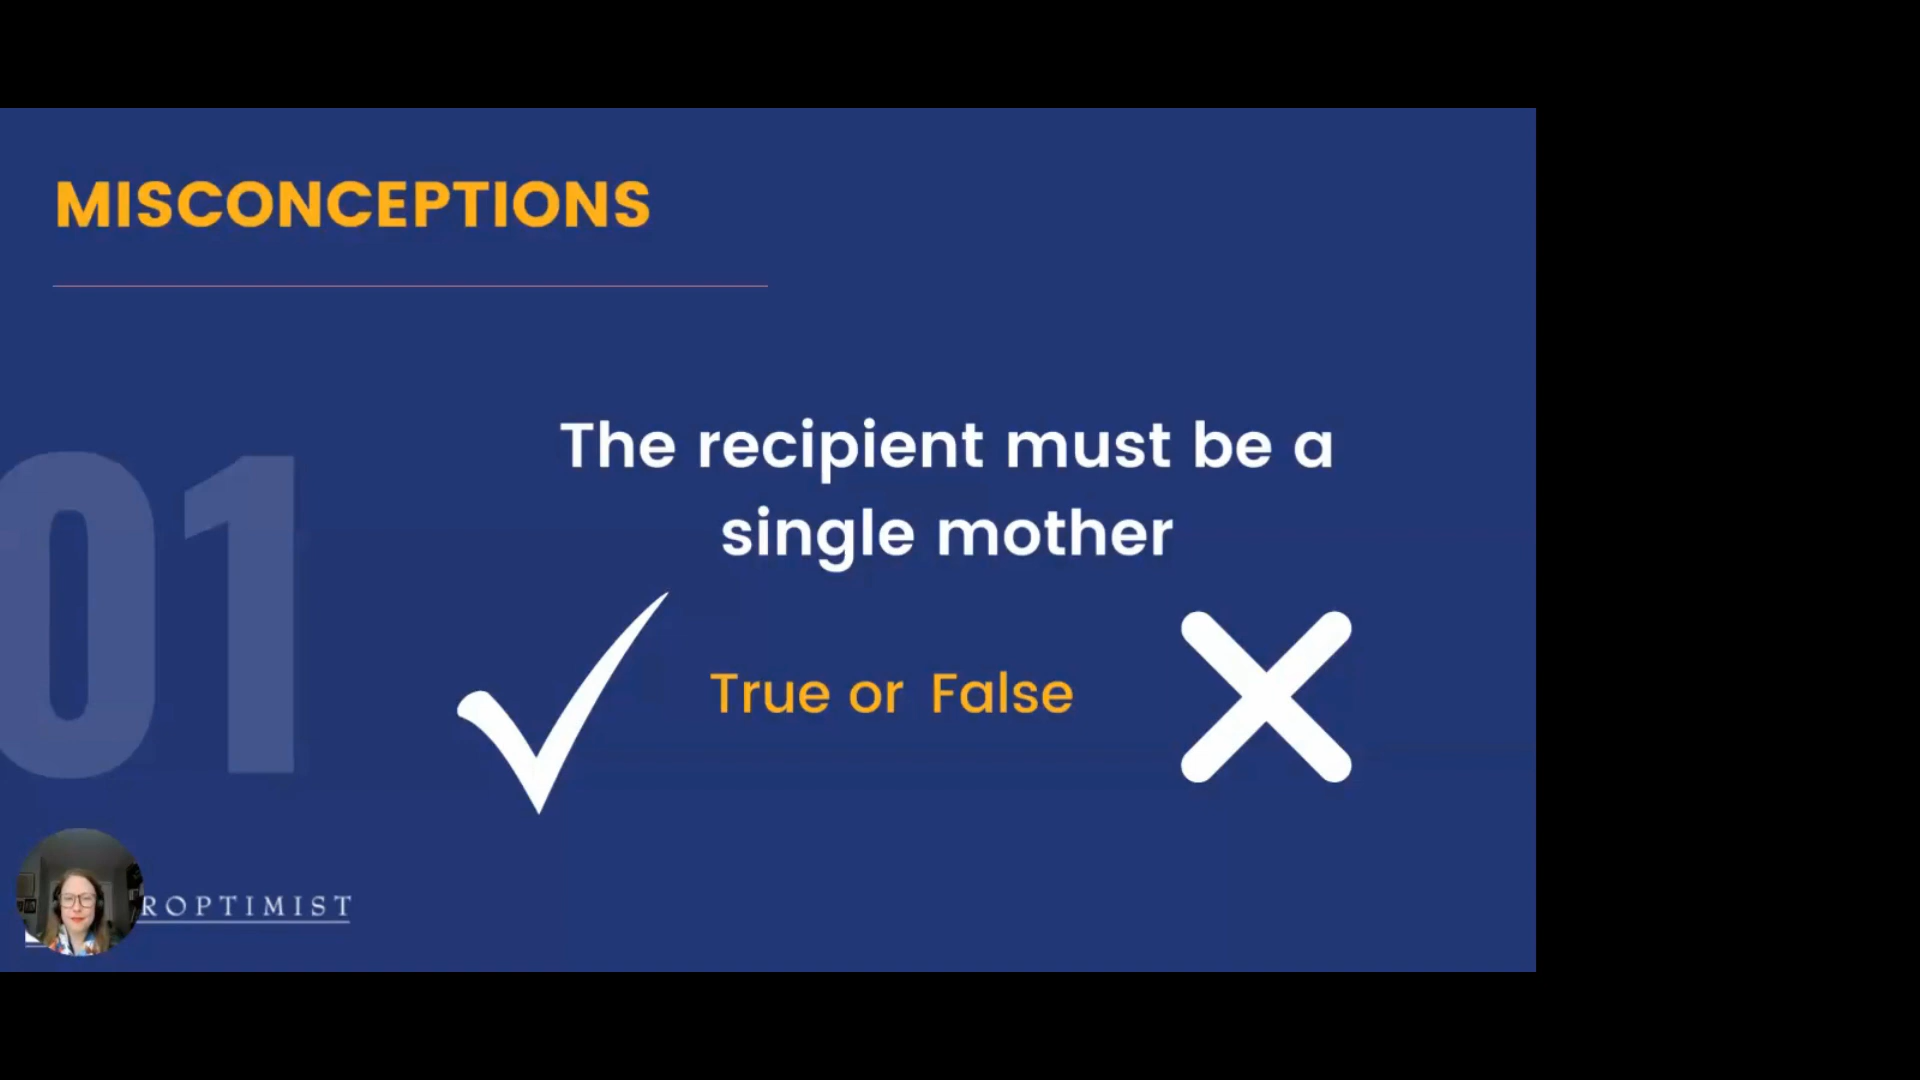 MISCONCEPTIONS
The recipient must be a
single mother
01
True or False
ROPTIMIST